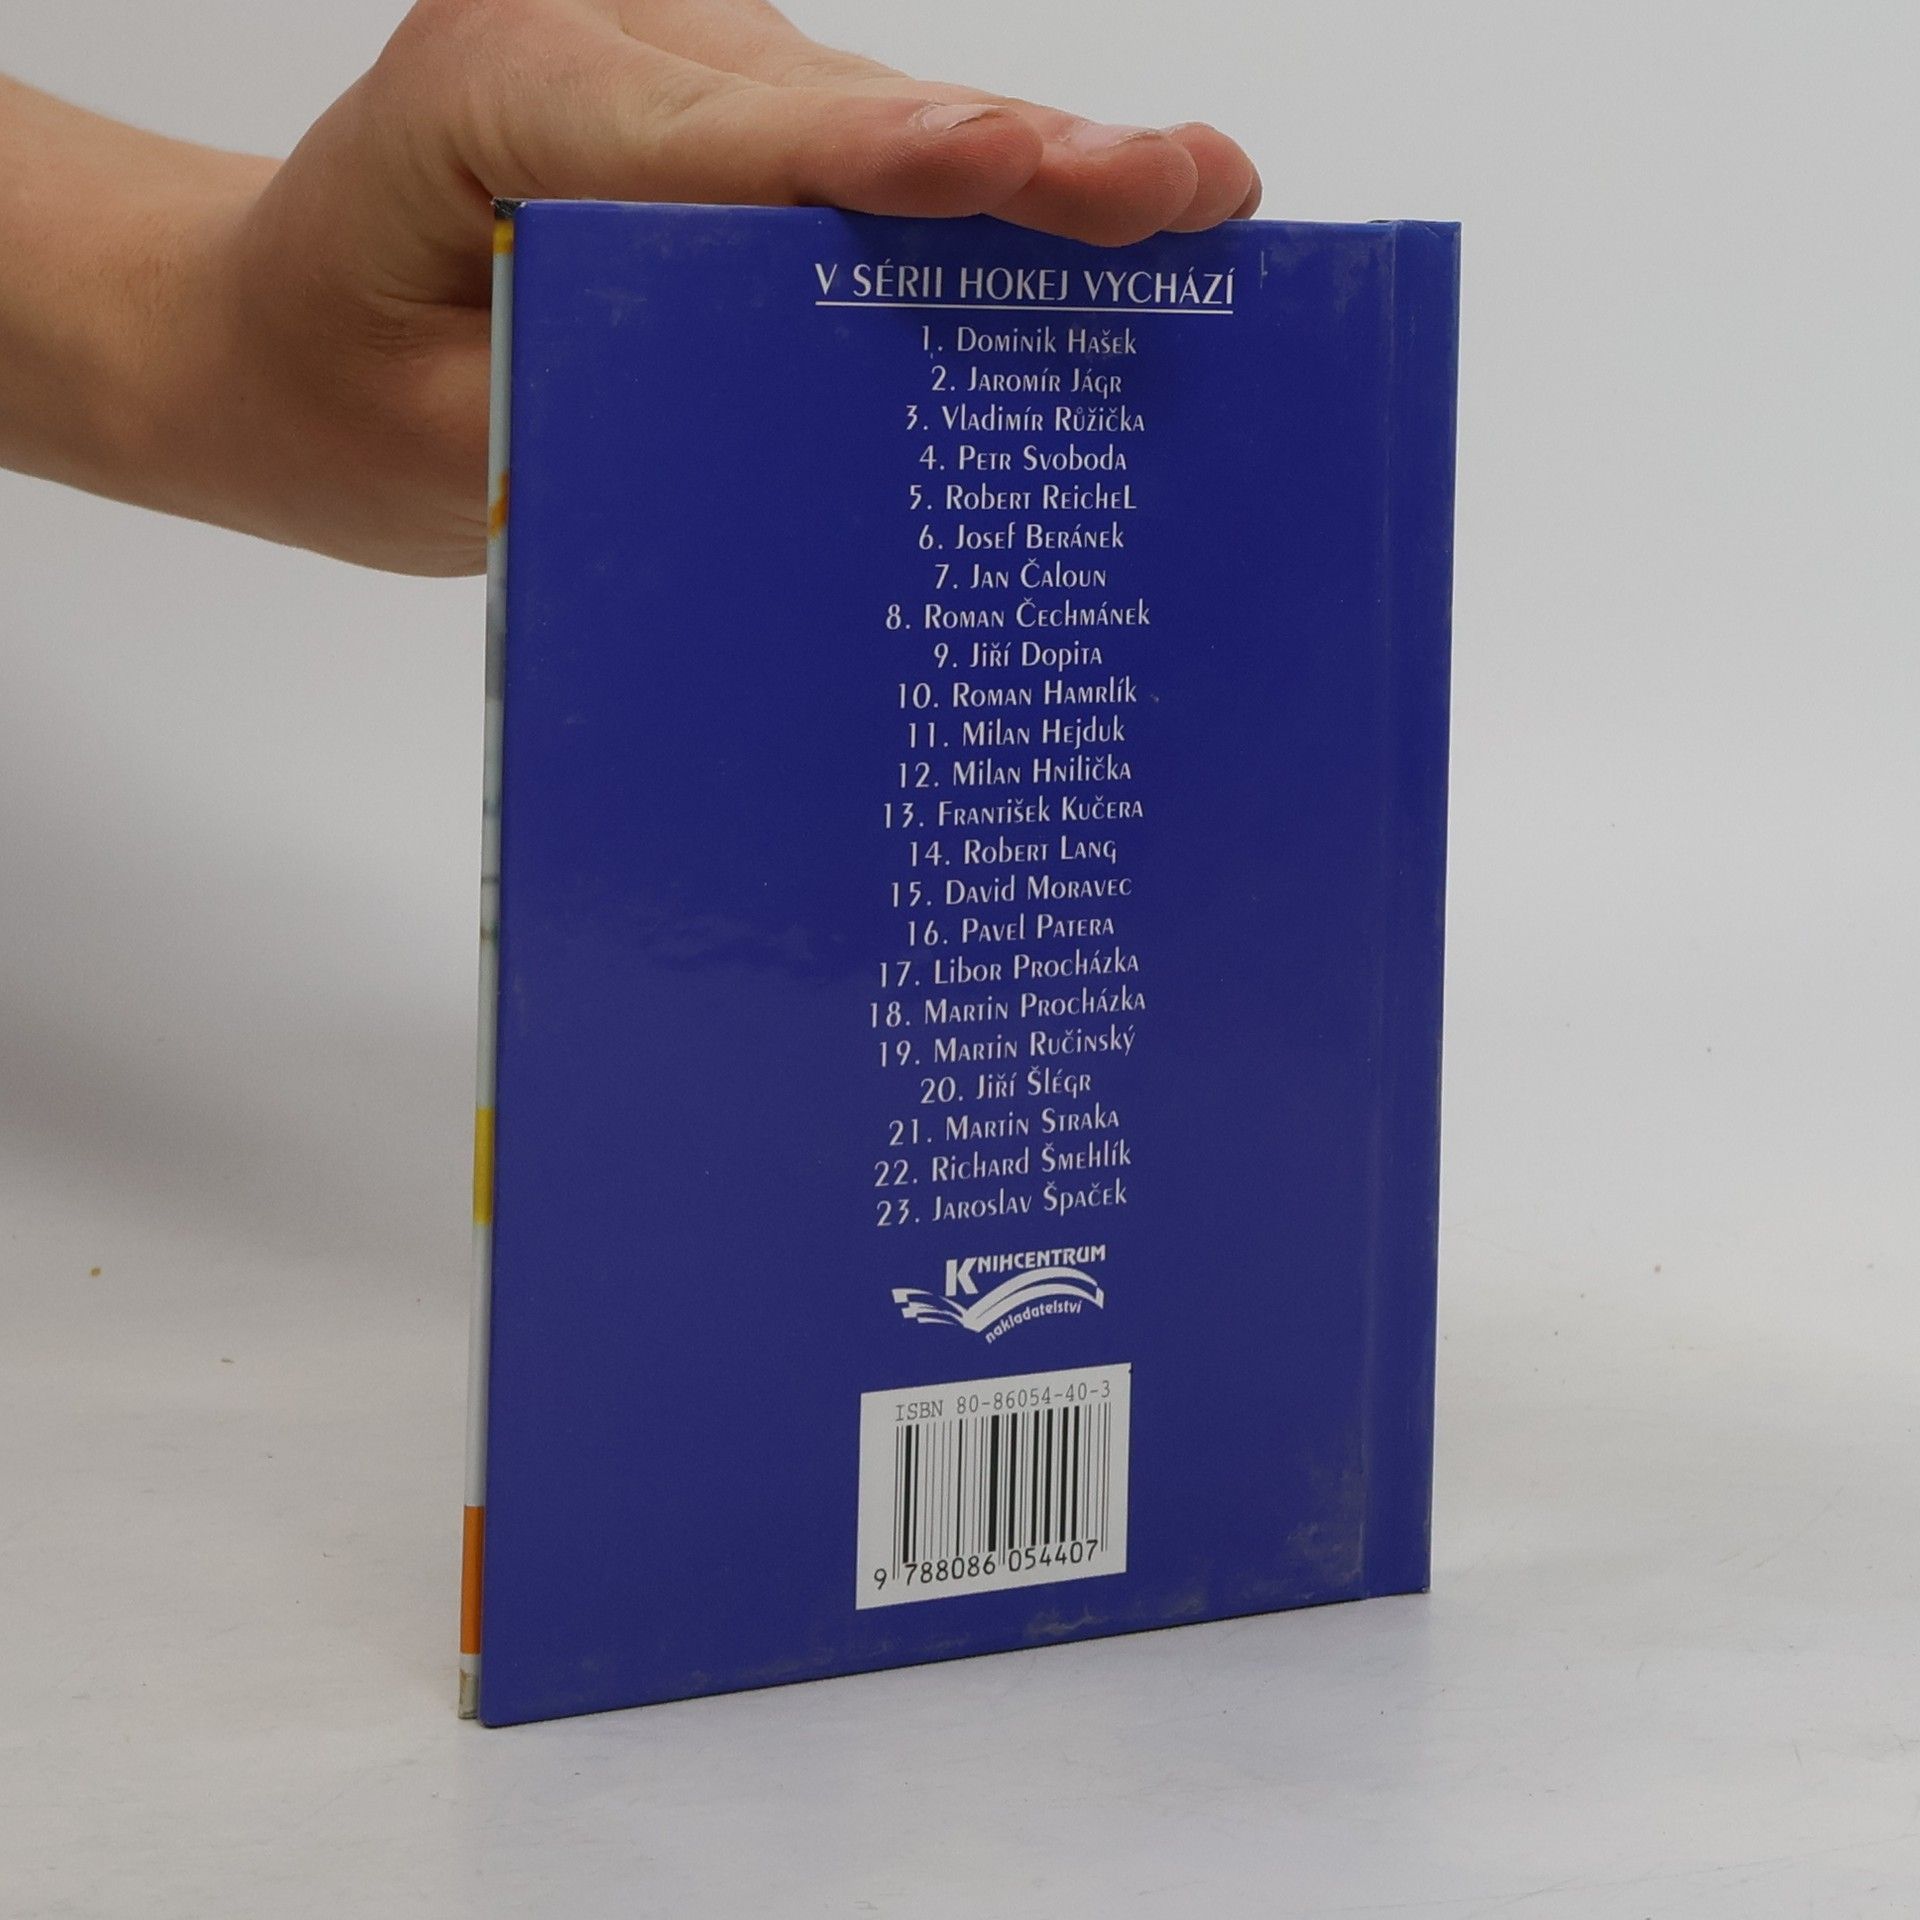 V SÉRII HOKEJ VYCHÁZÍ
1. Dominik Hašek
2. Jaromír Jágr
3. Vladimír Růžička
4. Petr Svoboda
5. Robert Reichel
6. Josef Beránek
7. Jan Čaloun
8. Roman Čechmánek
9. Jiří Dopita
10. Roman Hamrlík
11. Milan Hejduk
12. Milan Hnilička
13. František Kučera
14. Robert Lang
15. David Moravec
16. Pavel Patera
17. Libor Procházka
18. Martin Procházka
19. Martin Ručinský
20. Jiří Šlégr
21. Martin Straka
22. Richard Šmehlík
23. Jaroslav Špaček
KNIHCENTRUM
nakladatelství
ISBN 80-86054-40-3
9 788086 054407